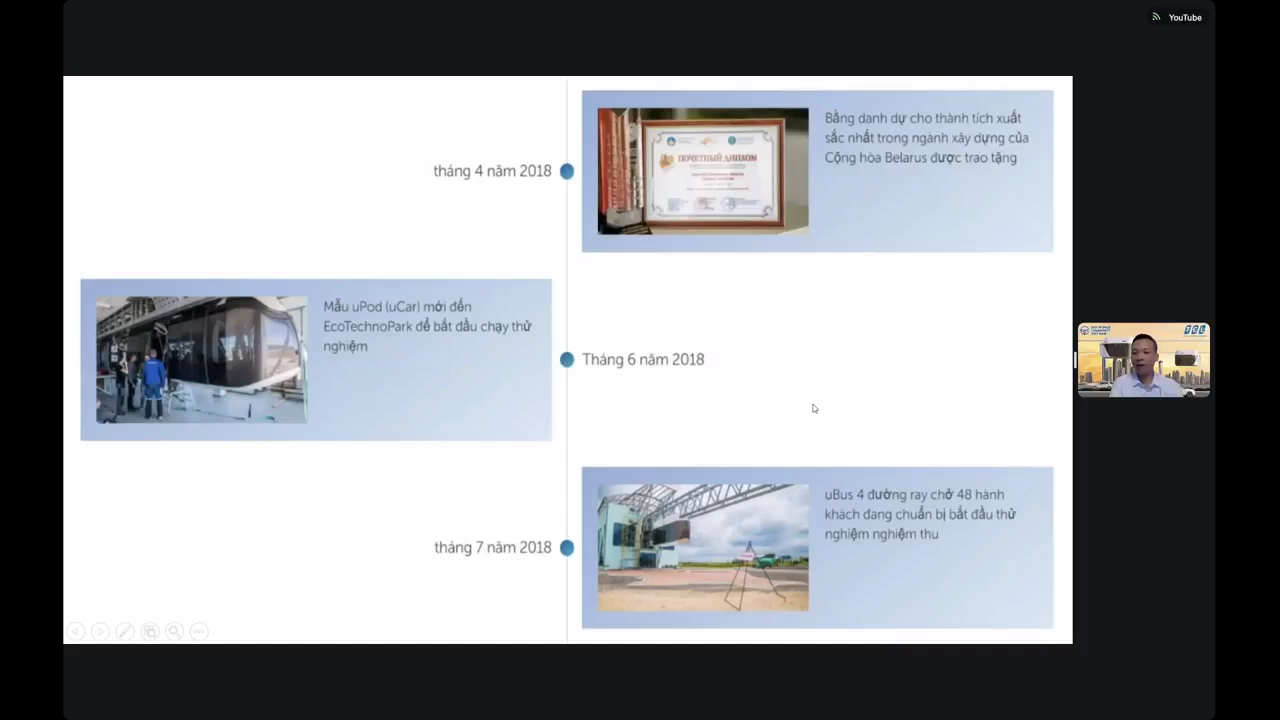 YouTube
tháng 4 năm 2018
ПОЧЕТНЫЙ ДИПЛОМ
Bằng danh dự cho thành tích xuất
sắc nhất trong ngành xây dựng của
Cộng hòa Belarus được trao tặng
Mẫu uPod (uCar) mới đến
EcoTechnoPark để bắt đầu chạy thử
nghiệm
Tháng 6 năm 2018
tháng 7 năm 2018
uBus 4 đường ray chở 48 hành
khách đang chuẩn bị bắt đầu thử
nghiệm nghiệm thu